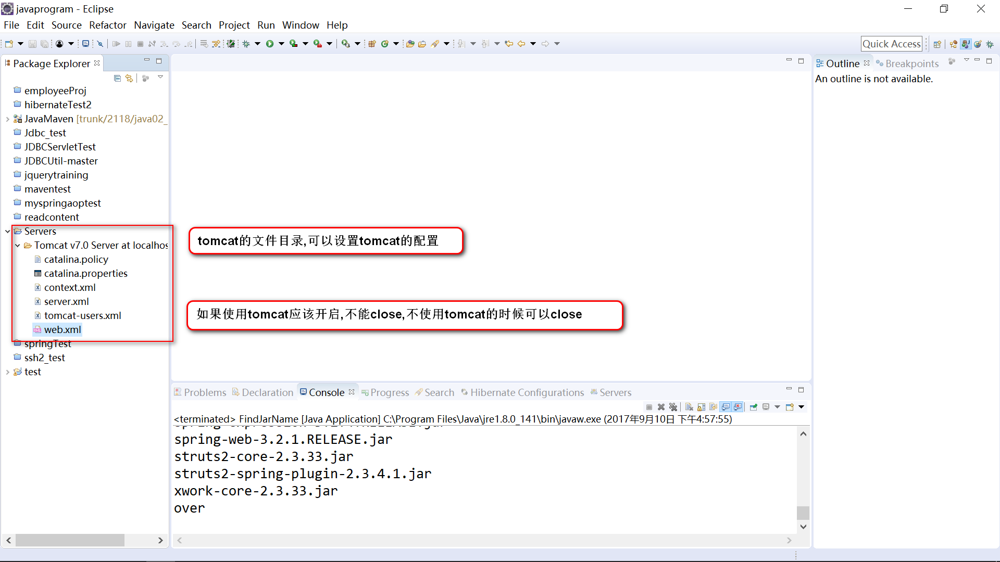 javaprogram - Eclipse
File Edit Source Refactor Navigate Search Project Run Window Help
Quick Access
Package Explorer
employeeProj
hibernateTest2
JavaMaven [trunk/2118/java02_
Jdbc_test
JDBCServletTest
JDBCUtil-master
jquerytraining
maventest
myspringaoptest
readcontent
Servers
Tomcat v7.0 Server at localhos
catalina.policy
catalina.properties
context.xml
server.xml
tomcat-users.xml
web.xml
springTest
ssh2_test
test
tomcat的文件目录,可以设置tomcat的配置
如果使用tomcat应该开启,不能close,不使用tomcat的时候可以close
Outline Breakpoints
An outline is not available.
Problems Declaration Console Progress Search Hibernate Configurations Servers
<terminated> FindJarName [Java Application] C:\Program Files\Java\jre1.8.0_141\bin\javaw.exe (2017年9月10日 下午4:57:55)
spring-web-3.2.1.RELEASE.jar
struts2-core-2.3.33.jar
struts2-spring-plugin-2.3.4.1.jar
xwork-core-2.3.33.jar
over